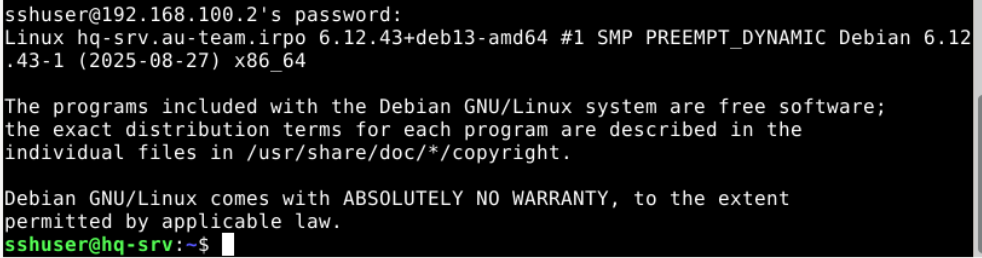 sshuser@192.168.100.2's password:
Linux hq-srv.au-team.irpo 6.12.43+deb13-amd64 #1 SMP PREEMPT_DYNAMIC Debian 6.12
.43-1 (2025-08-27) x86_64

The programs included with the Debian GNU/Linux system are free software;
the exact distribution terms for each program are described in the
individual files in /usr/share/doc/*/copyright.

Debian GNU/Linux comes with ABSOLUTELY NO WARRANTY, to the extent
permitted by applicable law.
sshuser@hq-srv:~$